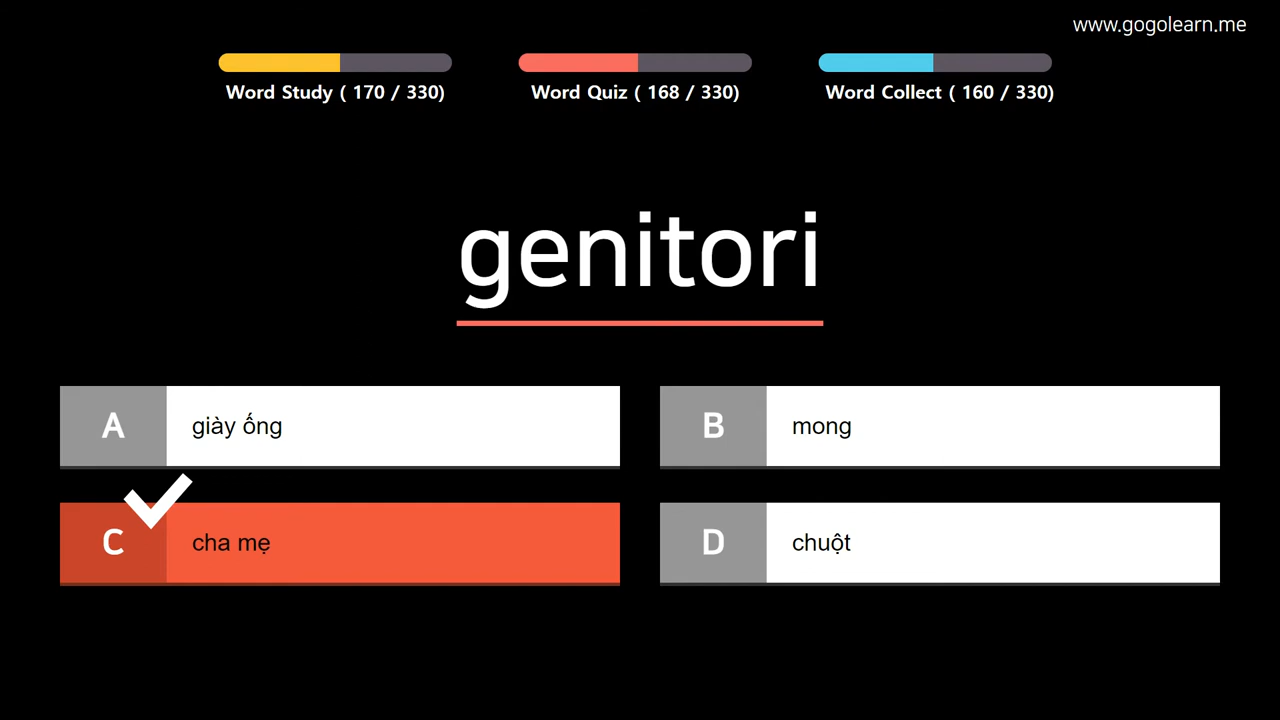 www.gogolearn.me
Word Study ( 170 / 330)
Word Quiz ( 168 / 330)
Word Collect ( 160 / 330)
genitori
A
giày ống
B
mong
C
cha mẹ
D
chuột